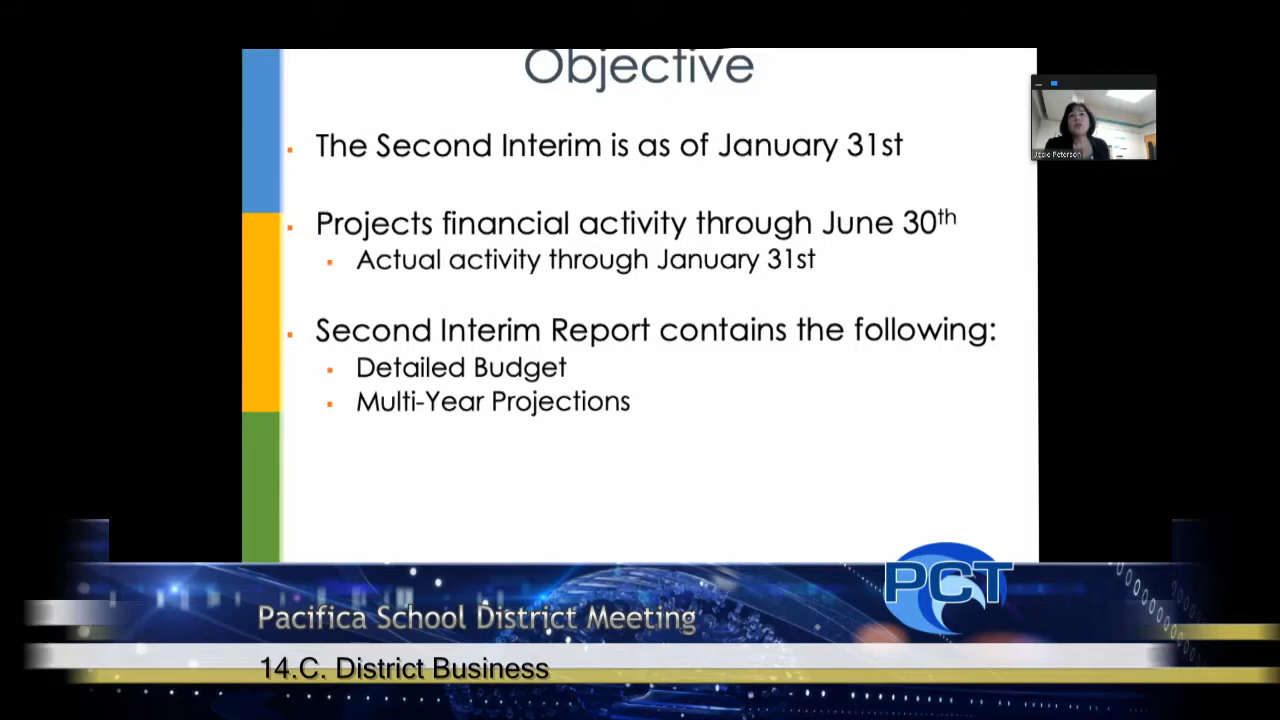 Objective
The Second Interim is as of January 31st
Projects financial activity through June 30th
Actual activity through January 31st
Second Interim Report contains the following:
Detailed Budget
Multi-Year Projections
Peterson
PCT
Pacifica School District Meeting
14.C. District Business